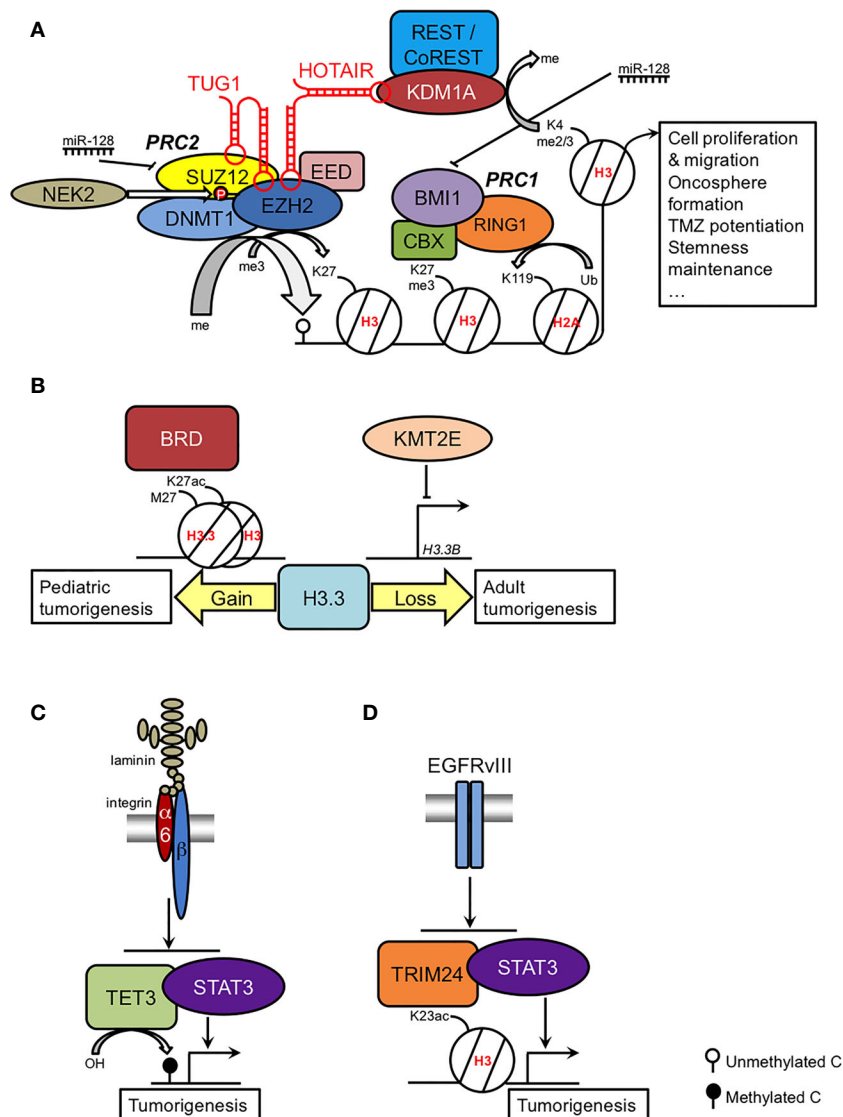 A
REST /
CoREST
HOTAIR
KDM1A
me
miR-128
TUG1
K4
me2/3
miR-128
PRC2
SUZ12
EED
H3
Cell proliferation
& migration
Oncosphere
formation
TMZ potentiation
Stemness
maintenance
...
NEK2
P
DNMT1
EZH2
BMI1
PRC1
RING1
CBX
me3
K27
K27
me3
K119
Ub
me
H3
H3
H2A
B
BRD
KMT2E
K27ac
M27
H3.3
H3
H3.3B
Pediatric
tumorigenesis
Gain
H3.3
Loss
Adult
tumorigenesis
C
laminin
integrin
α
6
β
TET3
STAT3
OH
Tumorigenesis
D
EGFRvIII
TRIM24
STAT3
K23ac
H3
Tumorigenesis
Unmethylated C
Methylated C